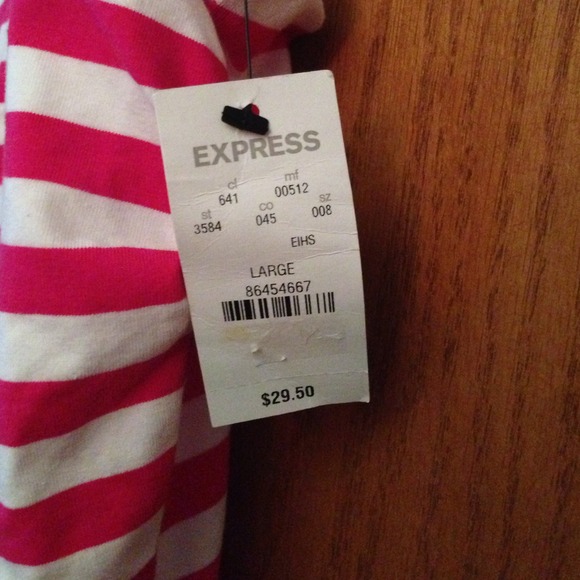 EXPRESS
cl mf
641 00512
st co sz
3584 045 008
EIHS
LARGE
86454667
$29.50